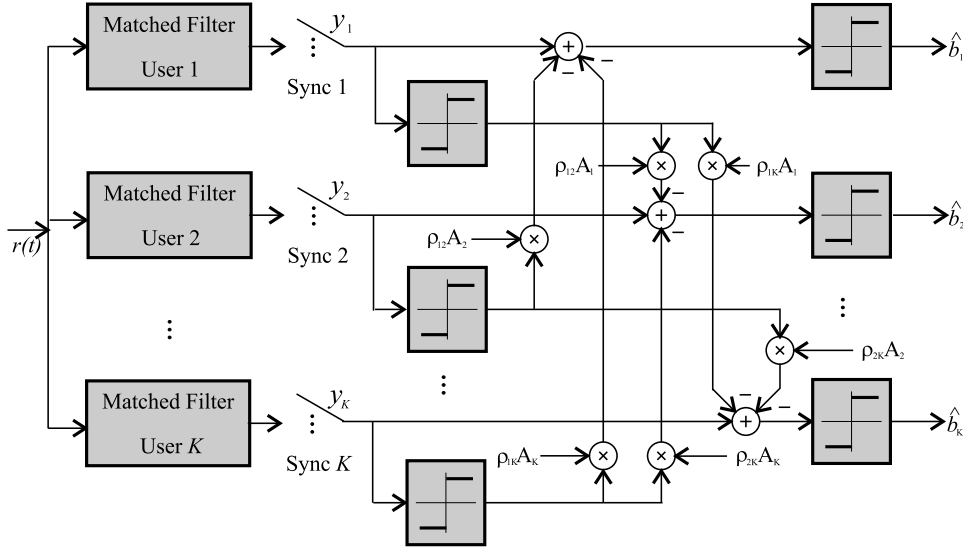 Matched Filter
User 1
y₁
Sync 1
b̂₁
ρ₁₂A₁
ρ₁KA₁
Matched Filter
User 2
y₂
Sync 2
b̂₂
r(t)
ρ₁₂A₂
ρ₂KA₂
Matched Filter
User K
yK
Sync K
b̂K
ρ₁KAK
ρ₂KAK